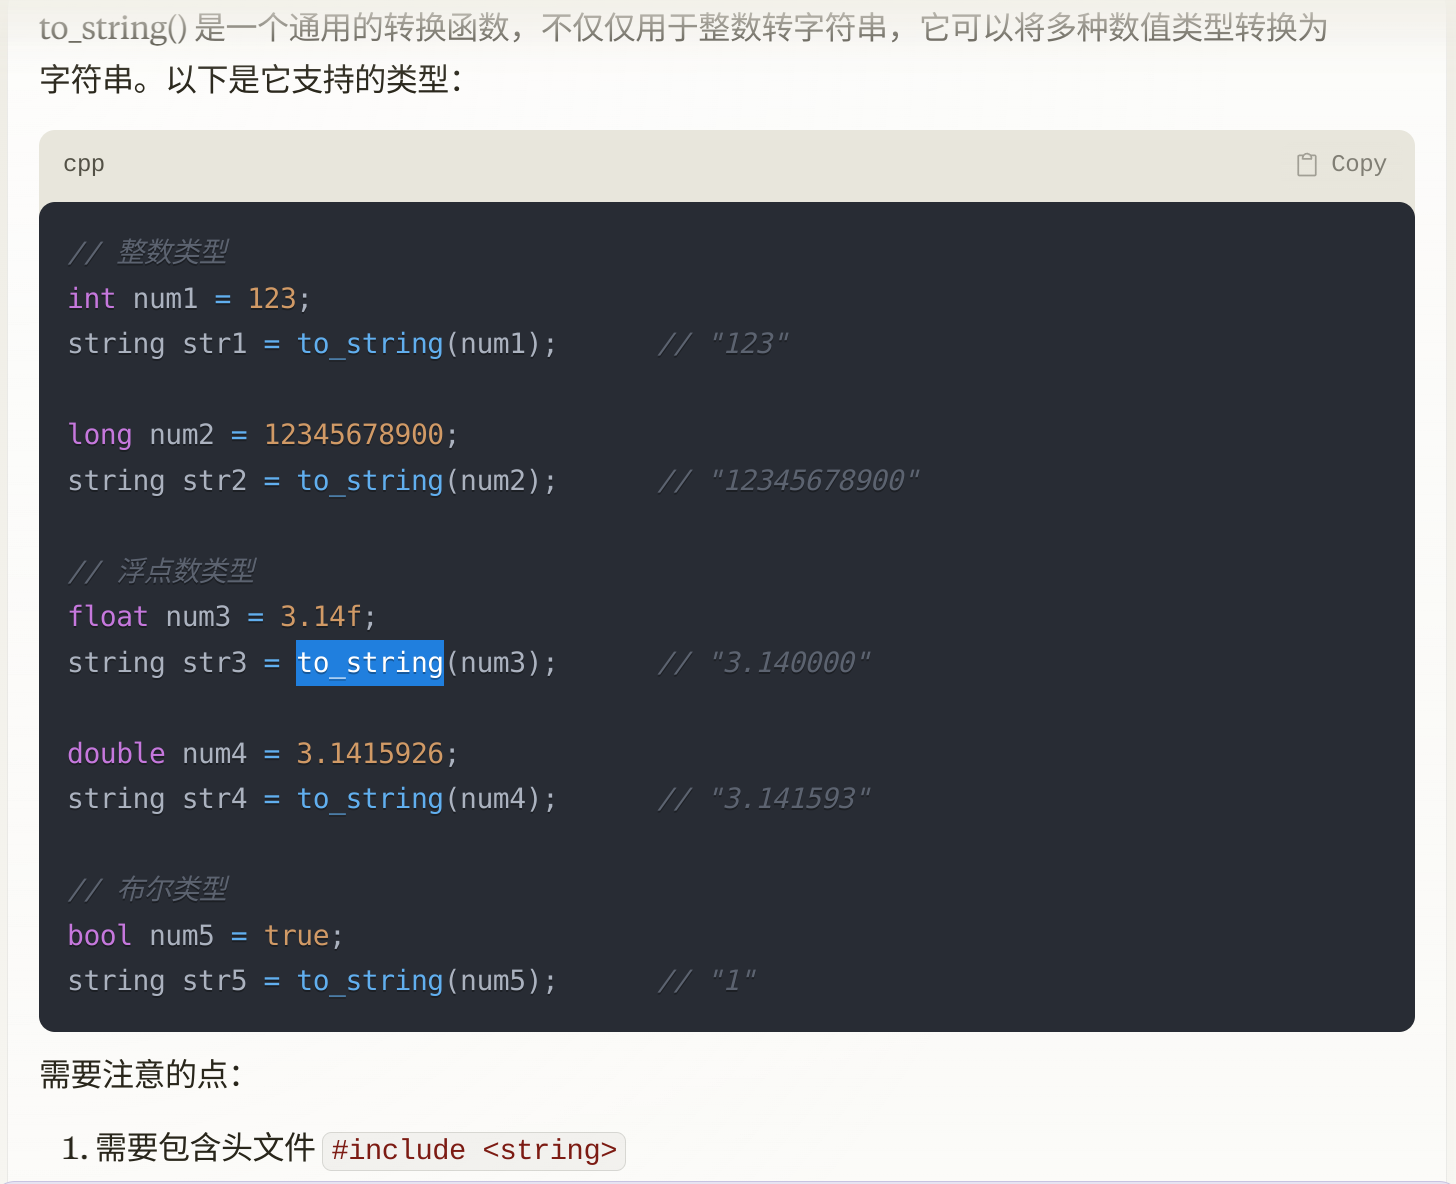 to_string() 是一个通用的转换函数，不仅仅用于整数转字符串，它可以将多种数值类型转换为
字符串。以下是它支持的类型：
cpp
Copy
// 整数类型
int num1 = 123;
string str1 = to_string(num1);      // "123"
long num2 = 12345678900;
string str2 = to_string(num2);      // "12345678900"
// 浮点数类型
float num3 = 3.14f;
string str3 = to_string(num3);      // "3.140000"
double num4 = 3.1415926;
string str4 = to_string(num4);      // "3.141593"
// 布尔类型
bool num5 = true;
string str5 = to_string(num5);      // "1"
需要注意的点：
1. 需要包含头文件 #include <string>